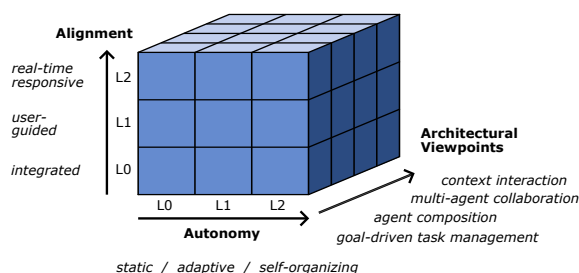 Alignment
real-time
responsive
L2
user-
guided
L1
integrated
L0
L0 L1 L2
Autonomy
static / adaptive / self-organizing
Architectural
Viewpoints
context interaction
multi-agent collaboration
agent composition
goal-driven task management